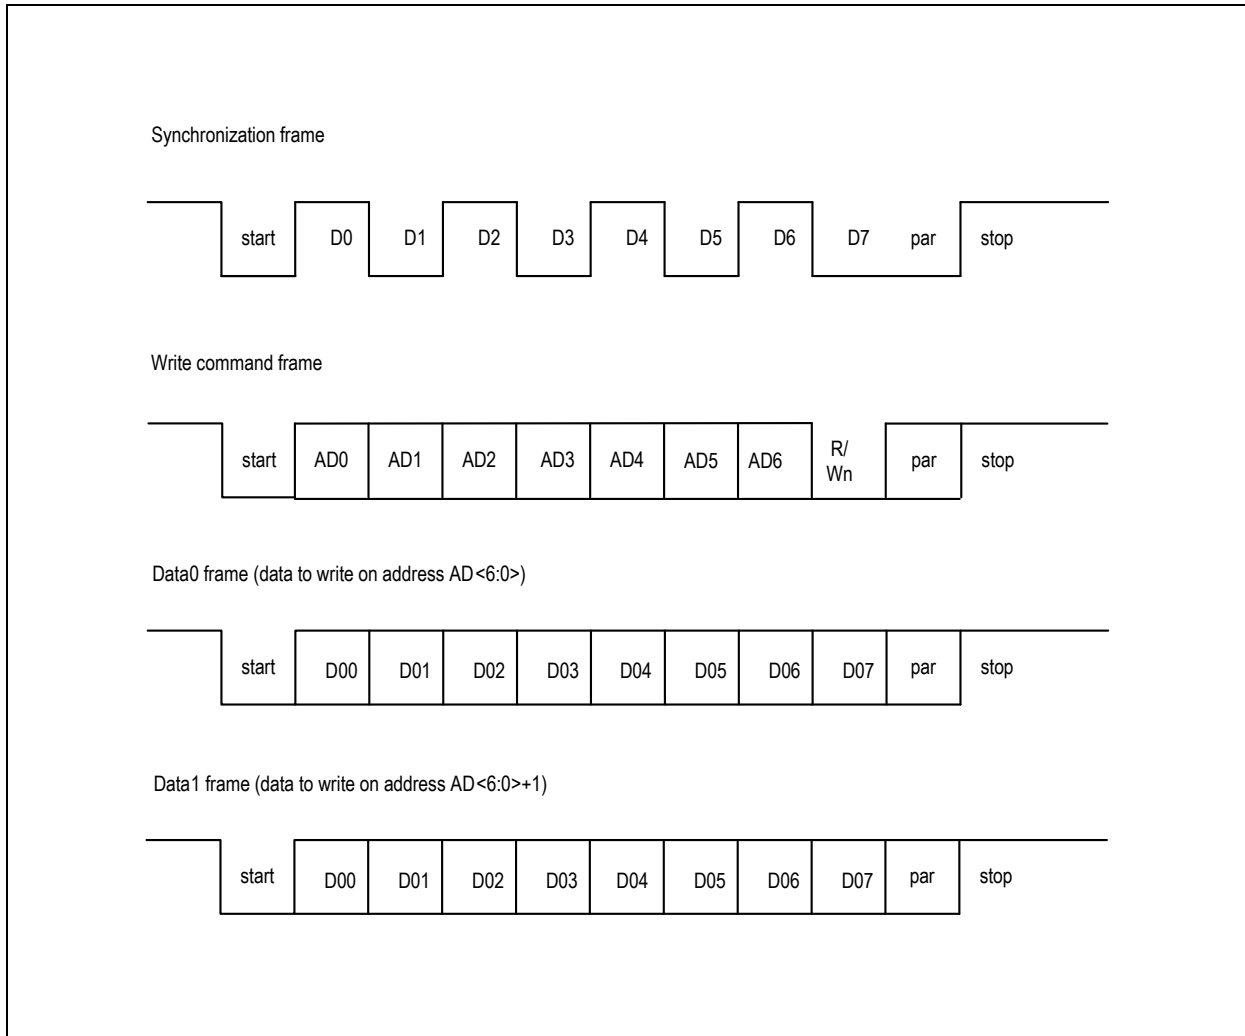 Synchronization frame
start D0 D1 D2 D3 D4 D5 D6 D7 par stop
Write command frame
start AD0 AD1 AD2 AD3 AD4 AD5 AD6 R/ Wn par stop
Data0 frame (data to write on address AD<6:0>)
start D00 D01 D02 D03 D04 D05 D06 D07 par stop
Data1 frame (data to write on address AD<6:0>+1)
start D00 D01 D02 D03 D04 D05 D06 D07 par stop